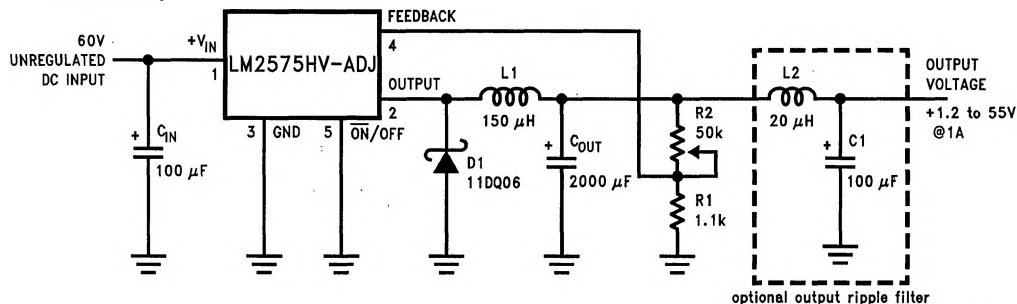 FEEDBACK
60V
UNREGULATED
DC INPUT
+VIN
1
LM2575HV-ADJ
4
OUTPUT
2
3 GND
5 ON/OFF
+ CIN
100 μF
D1
11DQ06
L1
150 μH
+ COUT
2000 μF
R2
50k
R1
1.1k
L2
20 μH
+ C1
100 μF
OUTPUT
VOLTAGE
+1.2 to 55V
@1A
optional output ripple filter